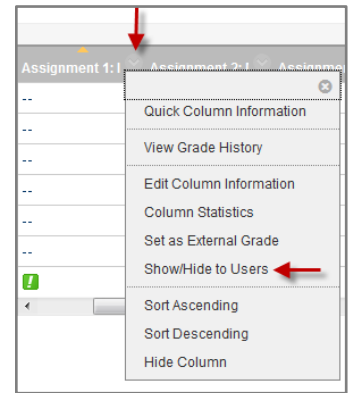 Assignment 1: I Assignment 2: I Assignme
--
Quick Column Information
--
View Grade History
--
--
Edit Column Information
--
Column Statistics
Set as External Grade
--
Show/Hide to Users
!
Sort Ascending
Sort Descending
Hide Column